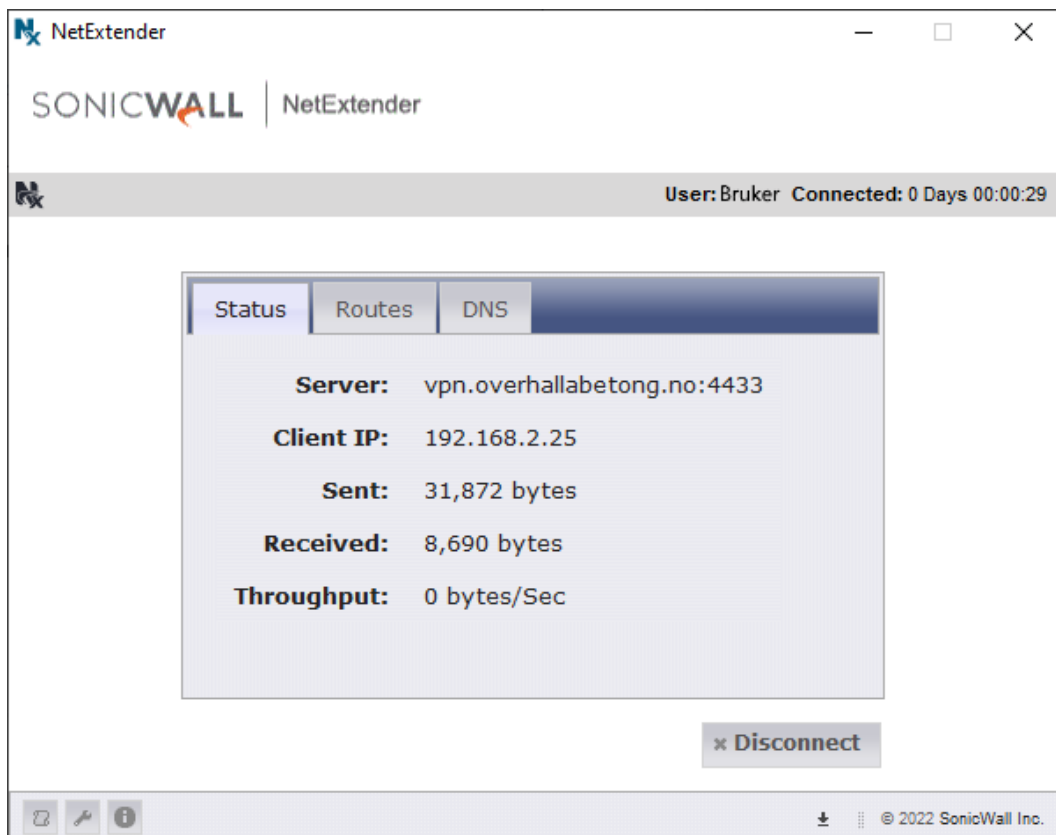 NetExtender
SONICWALL NetExtender
User: Bruker Connected: 0 Days 00:00:29
Status Routes DNS
Server: vpn.overhallabetong.no:4433
Client IP: 192.168.2.25
Sent: 31,872 bytes
Received: 8,690 bytes
Throughput: 0 bytes/Sec
× Disconnect
© 2022 SonicWall Inc.